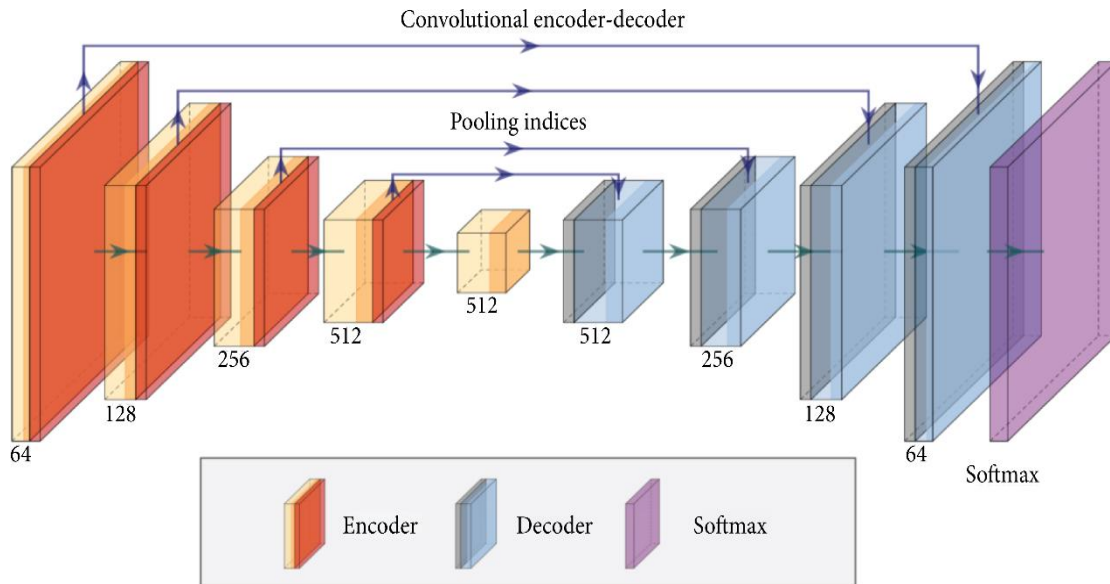 Convolutional encoder-decoder
Pooling indices
64
128
256
512
512
512
256
128
64
Softmax
Encoder
Decoder
Softmax